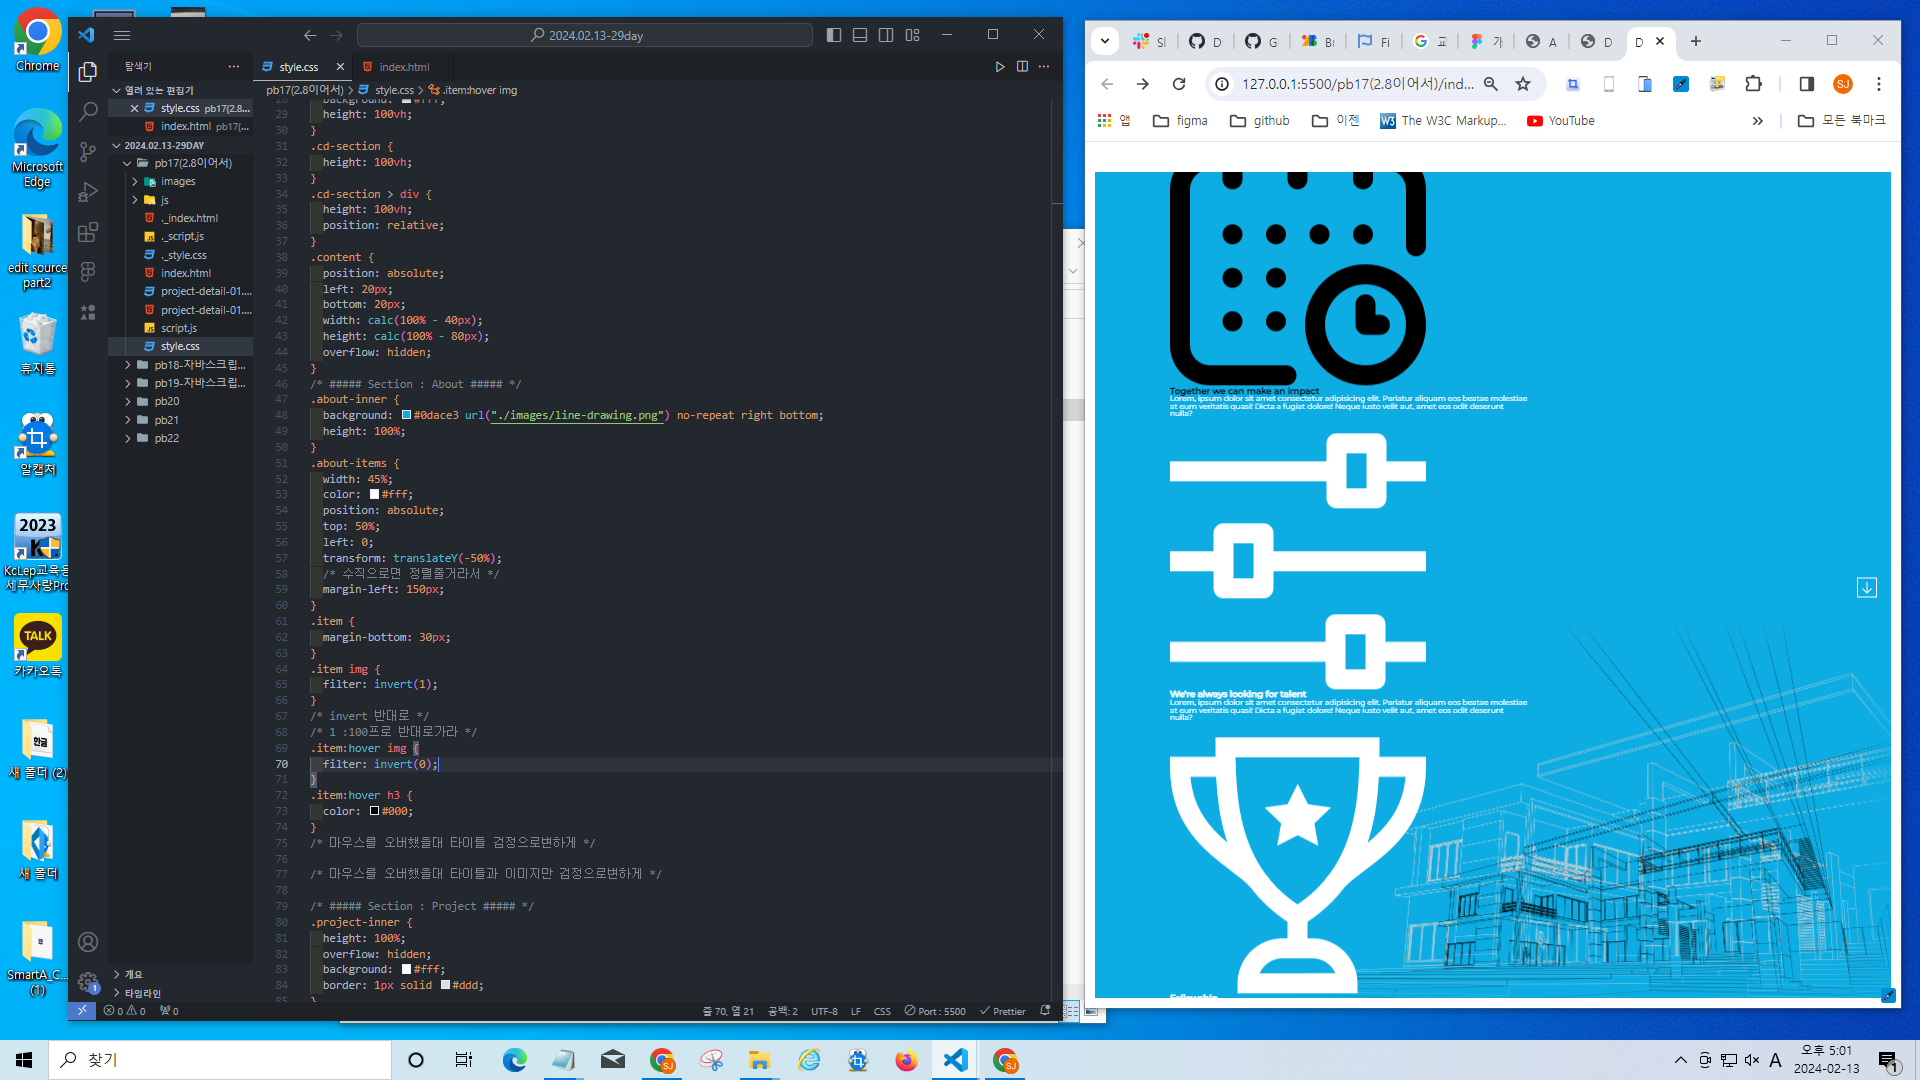 Chrome
Microsoft
Edge
edit source
part2
휴지통
알캡처
2023
KcLep교육용
세무사랑Pro
TALK
카카오톡
한글
새 폴더 (2)
새 폴더
SmartA_C...
(1)
2024.02.13-29day
탐색기
style.css
index.html
열려 있는 편집기
style.css pb17(2.8...
index.html pb17(...
2024.02.13-29DAY
pb17(2.8이어서)
images
js
._index.html
._script.js
._style.css
index.html
project-detail-01....
project-detail-01....
script.js
style.css
pb18-자바스크립...
pb19-자바스크립...
pb20
pb21
pb22
개요
타임라인
pb17(2.8이어서) > style.css > .item:hover img
28 background: #fff;
29 height: 100vh;
30 }
31 .cd-section {
32 height: 100vh;
33 }
34 .cd-section > div {
35 height: 100vh;
36 position: relative;
37 }
38 .content {
39 position: absolute;
40 left: 20px;
41 bottom: 20px;
42 width: calc(100% - 40px);
43 height: calc(100% - 80px);
44 overflow: hidden;
45 }
46 /* ##### Section : About ##### */
47 .about-inner {
48 background: #0dace3 url("./images/line-drawing.png") no-repeat right bottom;
49 height: 100%;
50 }
51 .about-items {
52 width: 45%;
53 color: #fff;
54 position: absolute;
55 top: 50%;
56 left: 0;
57 transform: translateY(-50%);
58 /* 수직으로면 정렬줄거라서 */
59 margin-left: 150px;
60 }
61 .item {
62 margin-bottom: 30px;
63 }
64 .item img {
65 filter: invert(1);
66 }
67 /* invert 반대로 */
68 /* 1 :100프로 반대로가라 */
69 .item:hover img {
70 filter: invert(0);
71 }
72 .item:hover h3 {
73 color: #000;
74 }
75 /* 마우스를 오버했을대 타이틀 검정으로변하게 */
76
77 /* 마우스를 오버했을대 타이틀과 이미지만 검정으로변하게 */
78
79 /* ##### Section : Project ##### */
80 .project-inner {
81 height: 100%;
82 overflow: hidden;
83 background: #fff;
84 border: 1px solid #ddd;
85 }
0 0 0
줄 70, 열 21 공백: 2 UTF-8 LF CSS Port : 5500 Prettier
Sl D G Bi Fi 교 가 A D D
127.0.0.1:5500/pb17(2.8이어서)/ind...
SJ
앱 figma github 이젠 The W3C Markup... YouTube » 모든 북마크
Together we can make an impact
Lorem, ipsum dolor sit amet consectetur adipisicing elit. Pariatur aliquam eos beatae molestiae
at eum veritatis quasi! Dicta a fugiat dolore! Neque iusto velit aut, amet eos odit deserunt
nulla?
We're always looking for talent
Lorem, ipsum dolor sit amet consectetur adipisicing elit. Pariatur aliquam eos beatae molestiae
at eum veritatis quasi! Dicta a fugiat dolore! Neque iusto velit aut, amet eos odit deserunt
nulla?
Fellowship
찾기
A
오후 5:01
2024-02-13
1